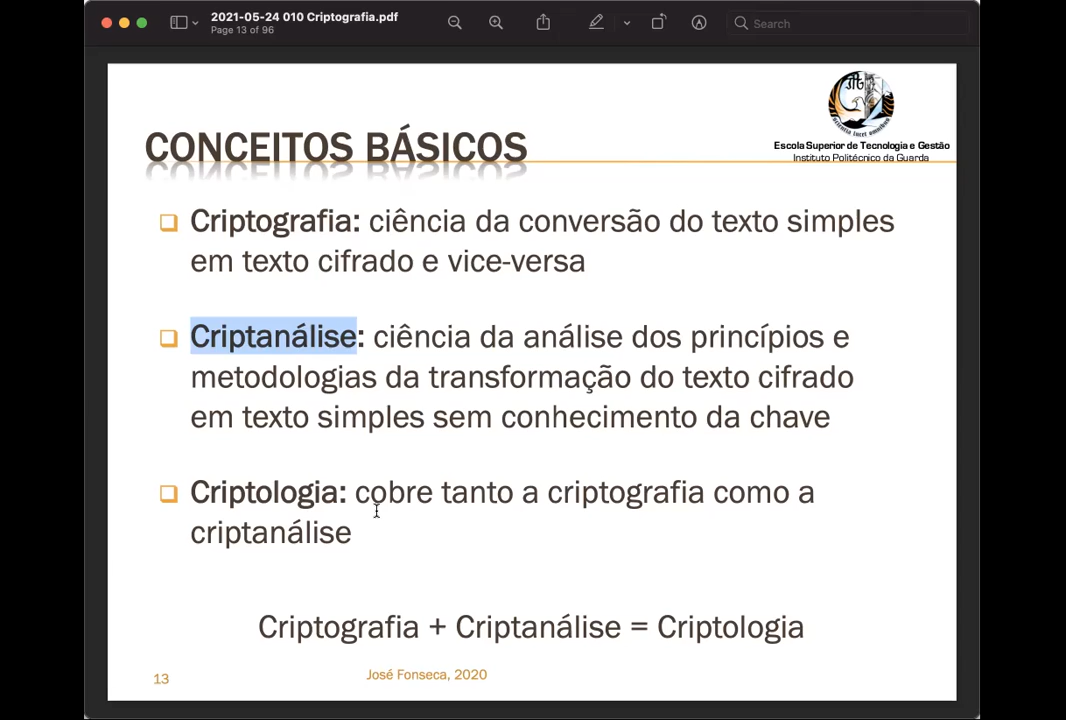 2021-05-24 010 Criptografia.pdf
Page 13 of 96
Search
Escola Superior de Tecnologia e Gestão
Instituto Politécnico da Guarda
CONCEITOS BÁSICOS
Criptografia: ciência da conversão do texto simples
em texto cifrado e vice-versa
Criptanálise: ciência da análise dos princípios e
metodologias da transformação do texto cifrado
em texto simples sem conhecimento da chave
Criptologia: cobre tanto a criptografia como a
criptanálise
Criptografia + Criptanálise = Criptologia
13
José Fonseca, 2020